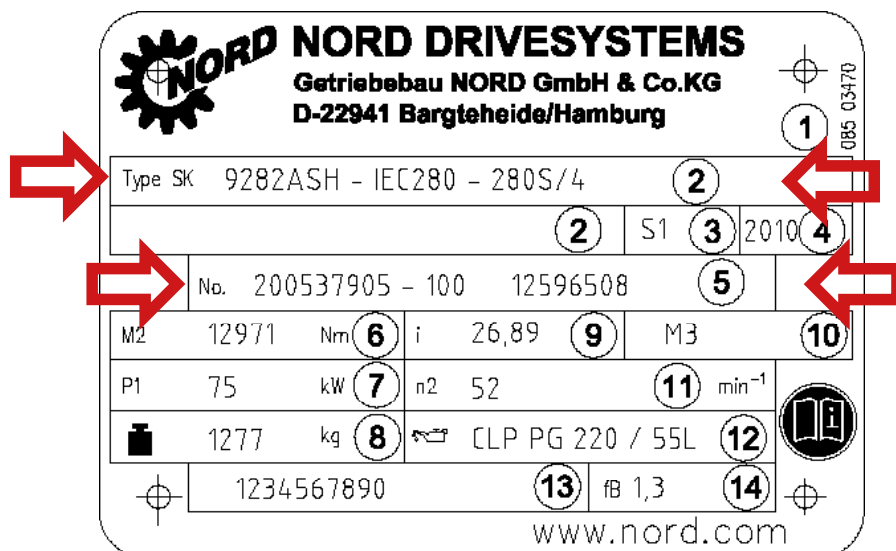 NORD NORD DRIVESYSTEMS
Getriebebau NORD GmbH & Co.KG
D-22941 Bargteheide/Hamburg
1
085 03470
Type SK 9282ASH - IEC280 - 280S/4 2
2 S1 3 2010 4
No. 200537905 - 100 12596508 5
M2 12971 Nm 6 i 26,89 9 M3 10
P1 75 kW 7 n2 52 11 min⁻¹
1277 kg 8 CLP PG 220 / 55L 12
i
1234567890 13 fB 1,3 14
www.nord.com